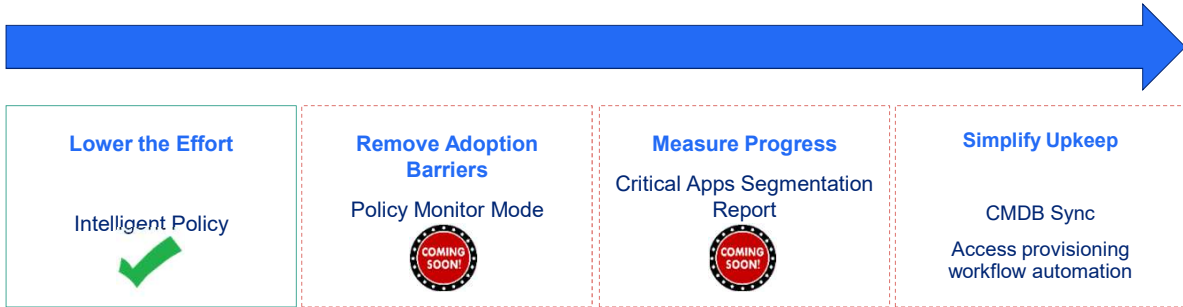 Lower the Effort
Intelligent Policy
Remove Adoption
Barriers
Policy Monitor Mode
COMING
SOON!
Measure Progress
Critical Apps Segmentation
Report
COMING
SOON!
Simplify Upkeep
CMDB Sync
Access provisioning
workflow automation